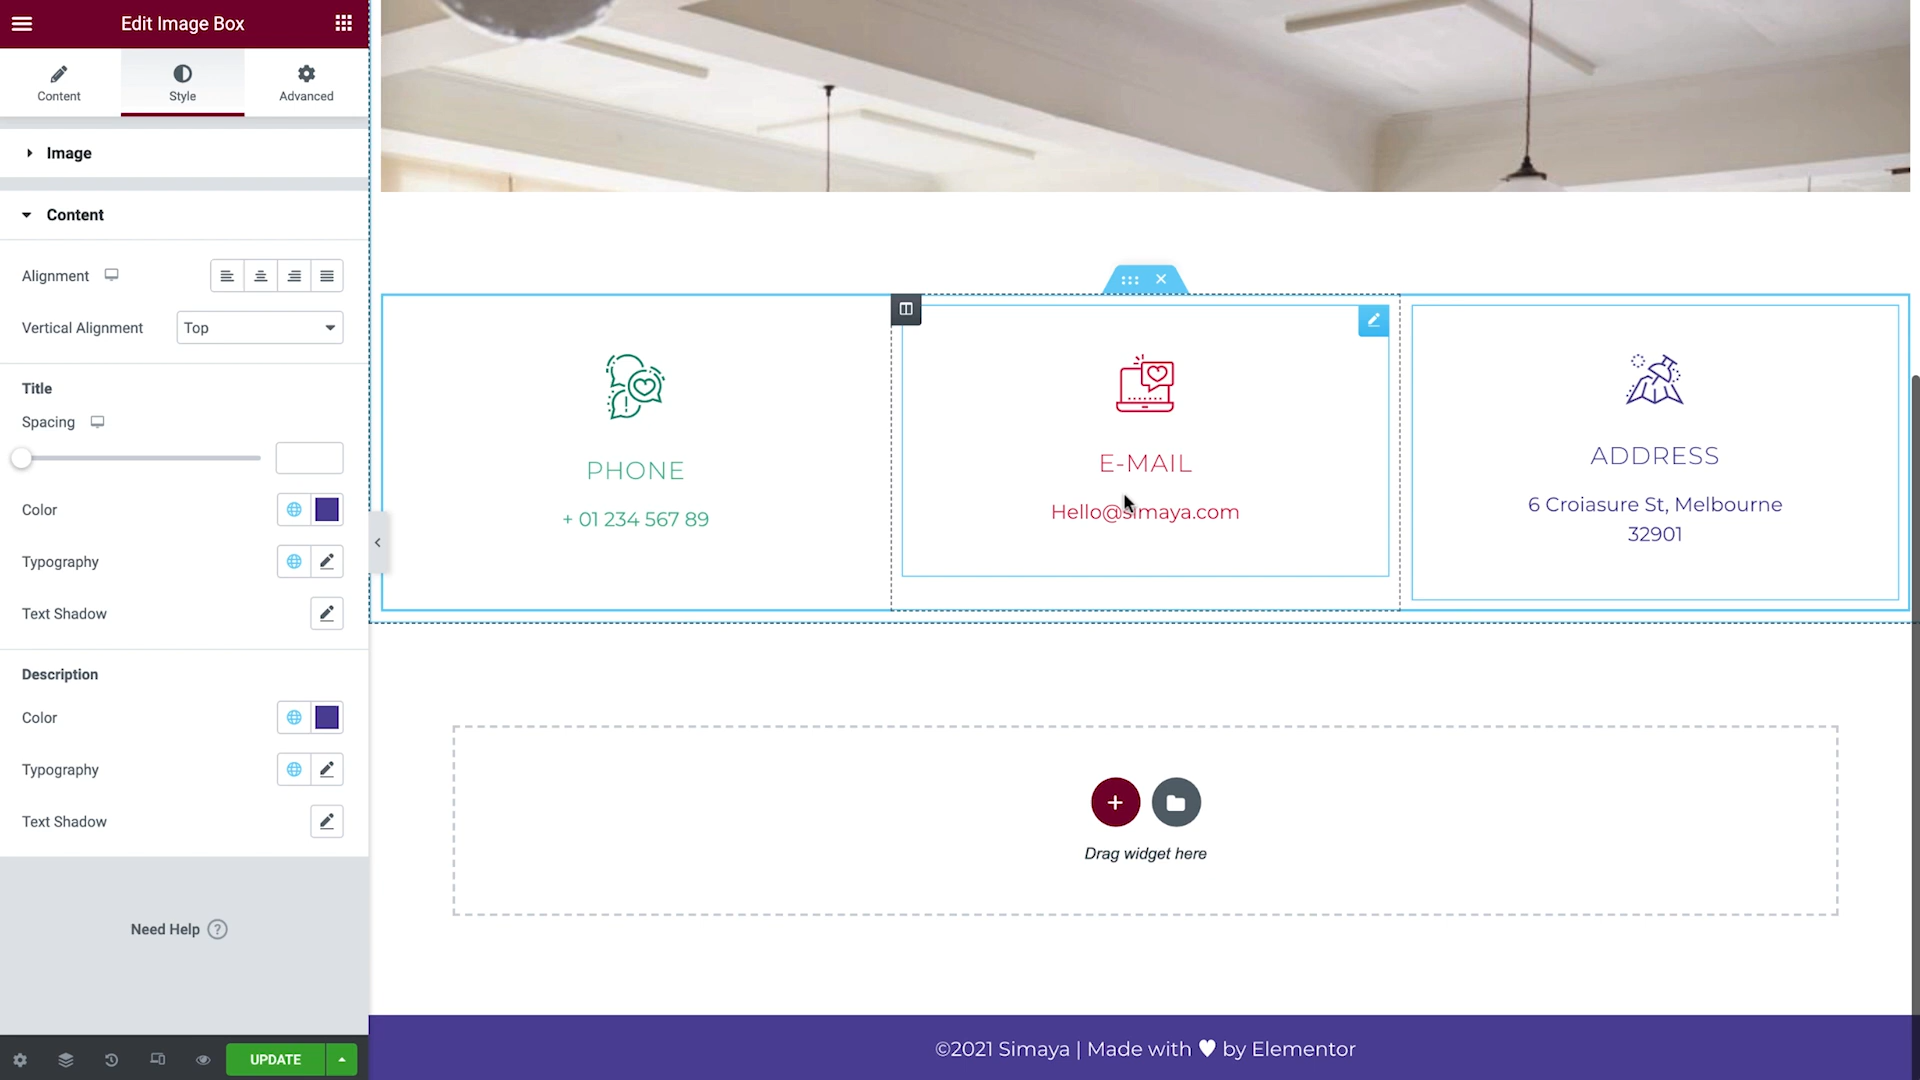 Edit Image Box
Content
Style
Advanced
Image
Content
Alignment
Vertical Alignment
Top
Title
Spacing
Color
Typography
Text Shadow
Description
Color
Typography
Text Shadow
Need Help ?
UPDATE
PHONE
+ 01 234 567 89
E-MAIL
Hello@simaya.com
ADDRESS
6 Croiasure St, Melbourne
32901
Drag widget here
©2021 Simaya | Made with ♥ by Elementor